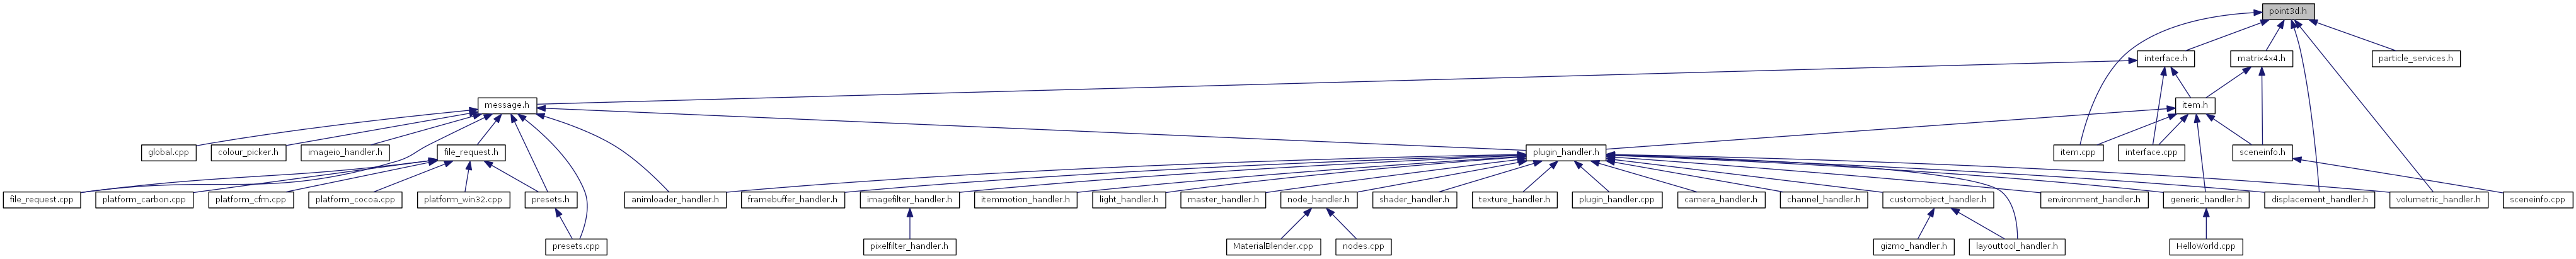 point3d.h
interface.h
matrix4x4.h
particle_services.h
message.h
item.h
global.cpp
colour_picker.h
imageio_handler.h
file_request.h
plugin_handler.h
item.cpp
interface.cpp
sceneinfo.h
file_request.cpp
platform_carbon.cpp
platform_cfm.cpp
platform_cocoa.cpp
platform_win32.cpp
presets.h
animloader_handler.h
framebuffer_handler.h
imagefilter_handler.h
itemmotion_handler.h
light_handler.h
master_handler.h
node_handler.h
shader_handler.h
texture_handler.h
plugin_handler.cpp
camera_handler.h
channel_handler.h
customobject_handler.h
environment_handler.h
generic_handler.h
displacement_handler.h
volumetric_handler.h
sceneinfo.cpp
presets.cpp
pixelfilter_handler.h
MaterialBlender.cpp
nodes.cpp
gizmo_handler.h
layouttool_handler.h
HelloWorld.cpp